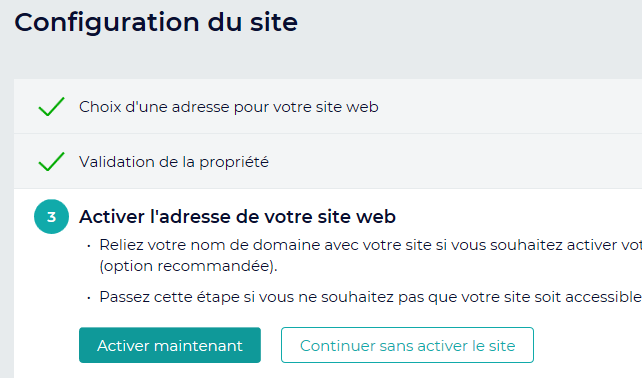 Configuration du site
Choix d'une adresse pour votre site web
Validation de la propriété
3 Activer l'adresse de votre site web
• Reliez votre nom de domaine avec votre site si vous souhaitez activer
(option recommandée).
• Passez cette étape si vous ne souhaitez pas que votre site soit accessible
Activer maintenant Continuer sans activer le site